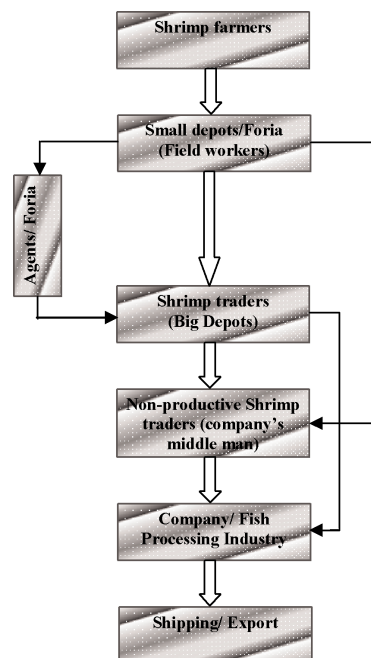 Shrimp farmers
Small depots/Foria
(Field workers)
Agents/ Foria
Shrimp traders
(Big Depots)
Non-productive Shrimp
traders (company's
middle man)
Company/ Fish
Processing Industry
Shipping/ Export